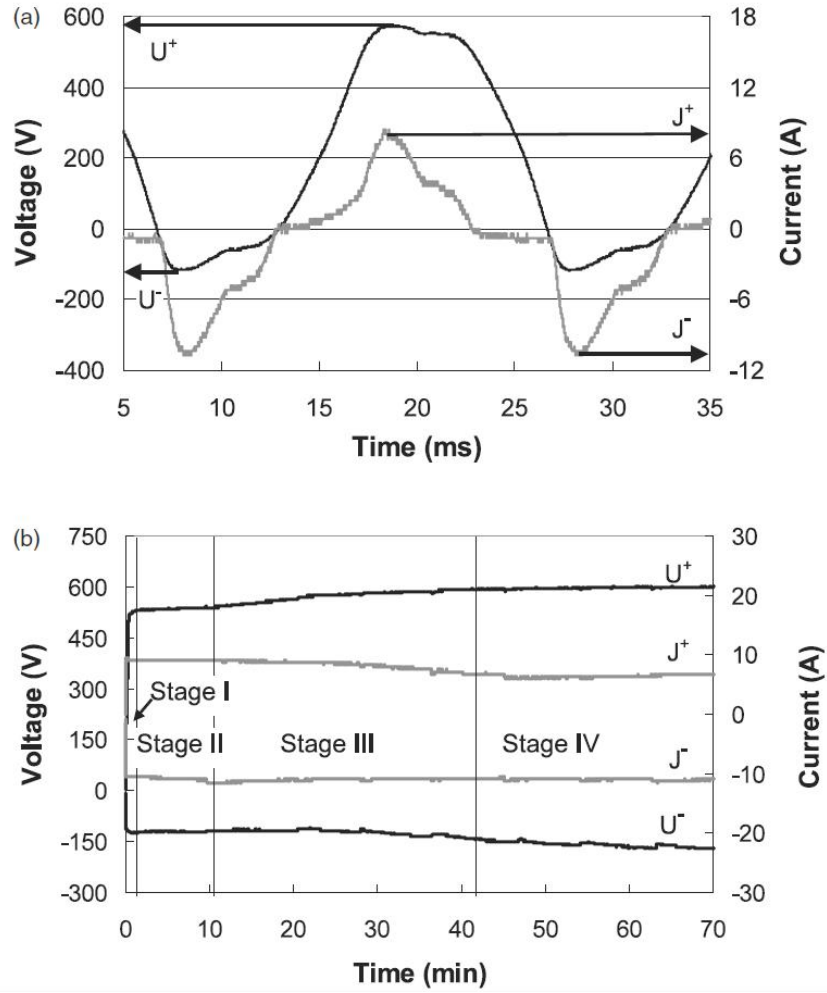 (a)
600
400
200
0
-200
-400
Voltage (V)
18
12
6
0
-6
-12
Current (A)
U+
J+
U-
J-
5 10 15 20 25 30 35
Time (ms)
(b)
750
600
450
300
150
0
-150
-300
Voltage (V)
30
20
10
0
-10
-20
-30
Current (A)
U+
J+
Stage I
Stage II Stage III Stage IV
J-
U-
0 10 20 30 40 50 60 70
Time (min)